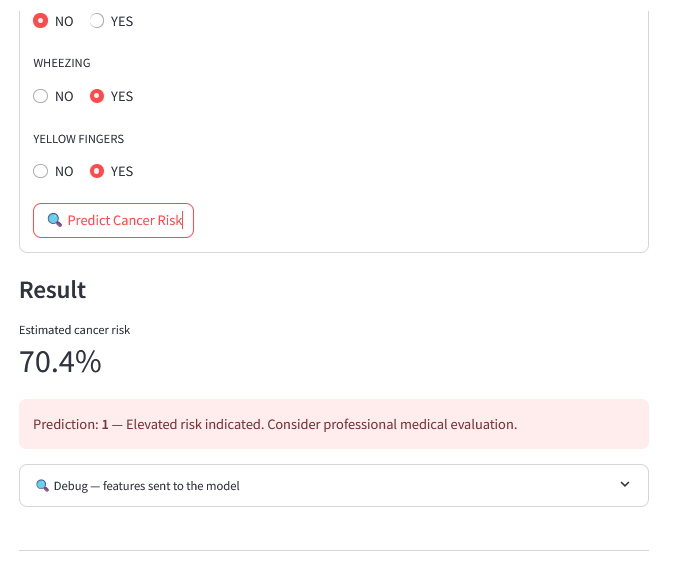 NO YES
WHEEZING
NO YES
YELLOW FINGERS
NO YES
🔍 Predict Cancer Risk
Result
Estimated cancer risk
70.4%
Prediction: 1 — Elevated risk indicated. Consider professional medical evaluation.
🔍 Debug — features sent to the model